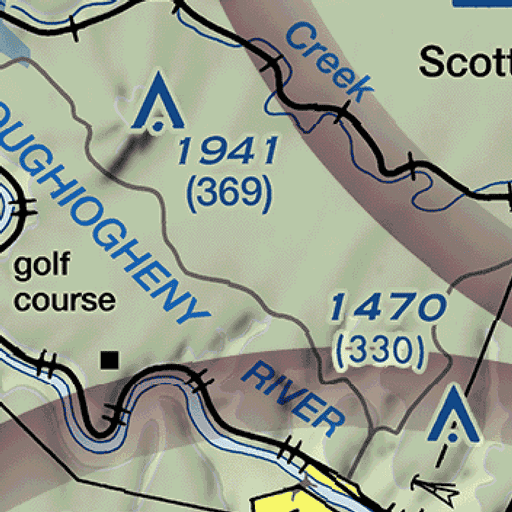 Creek
Scott
1941
(369)
OUGHIOGHENY
golf
course
1470
(330)
RIVER